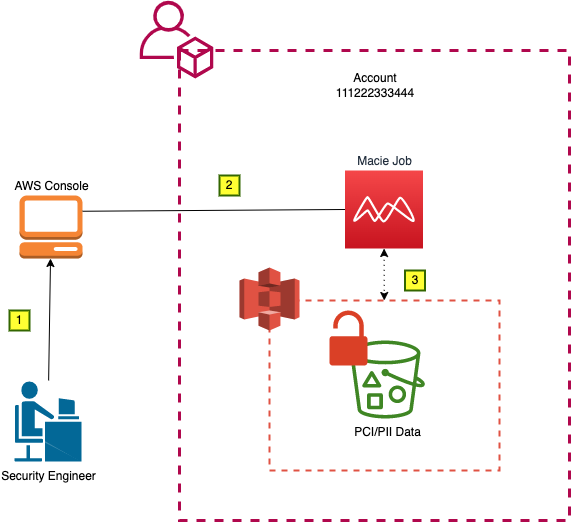 Account
111222333444
Macie Job
2
AWS Console
3
1
PCI/PII Data
Security Engineer